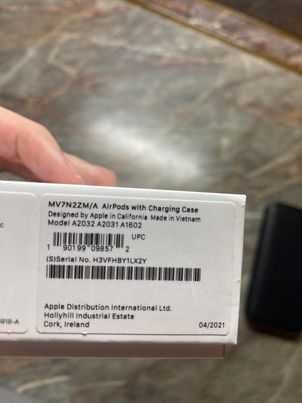 MV7N2ZM/A AirPods with Charging Case
Designed by Apple in California Made in Vietnam
Model A2032 A2031 A1602
UPC
1 90199 09857 2
(S)Serial No. H3VFHBY1LX2Y
Apple Distribution International Ltd.
Hollyhill Industrial Estate
Cork, Ireland
04/2021